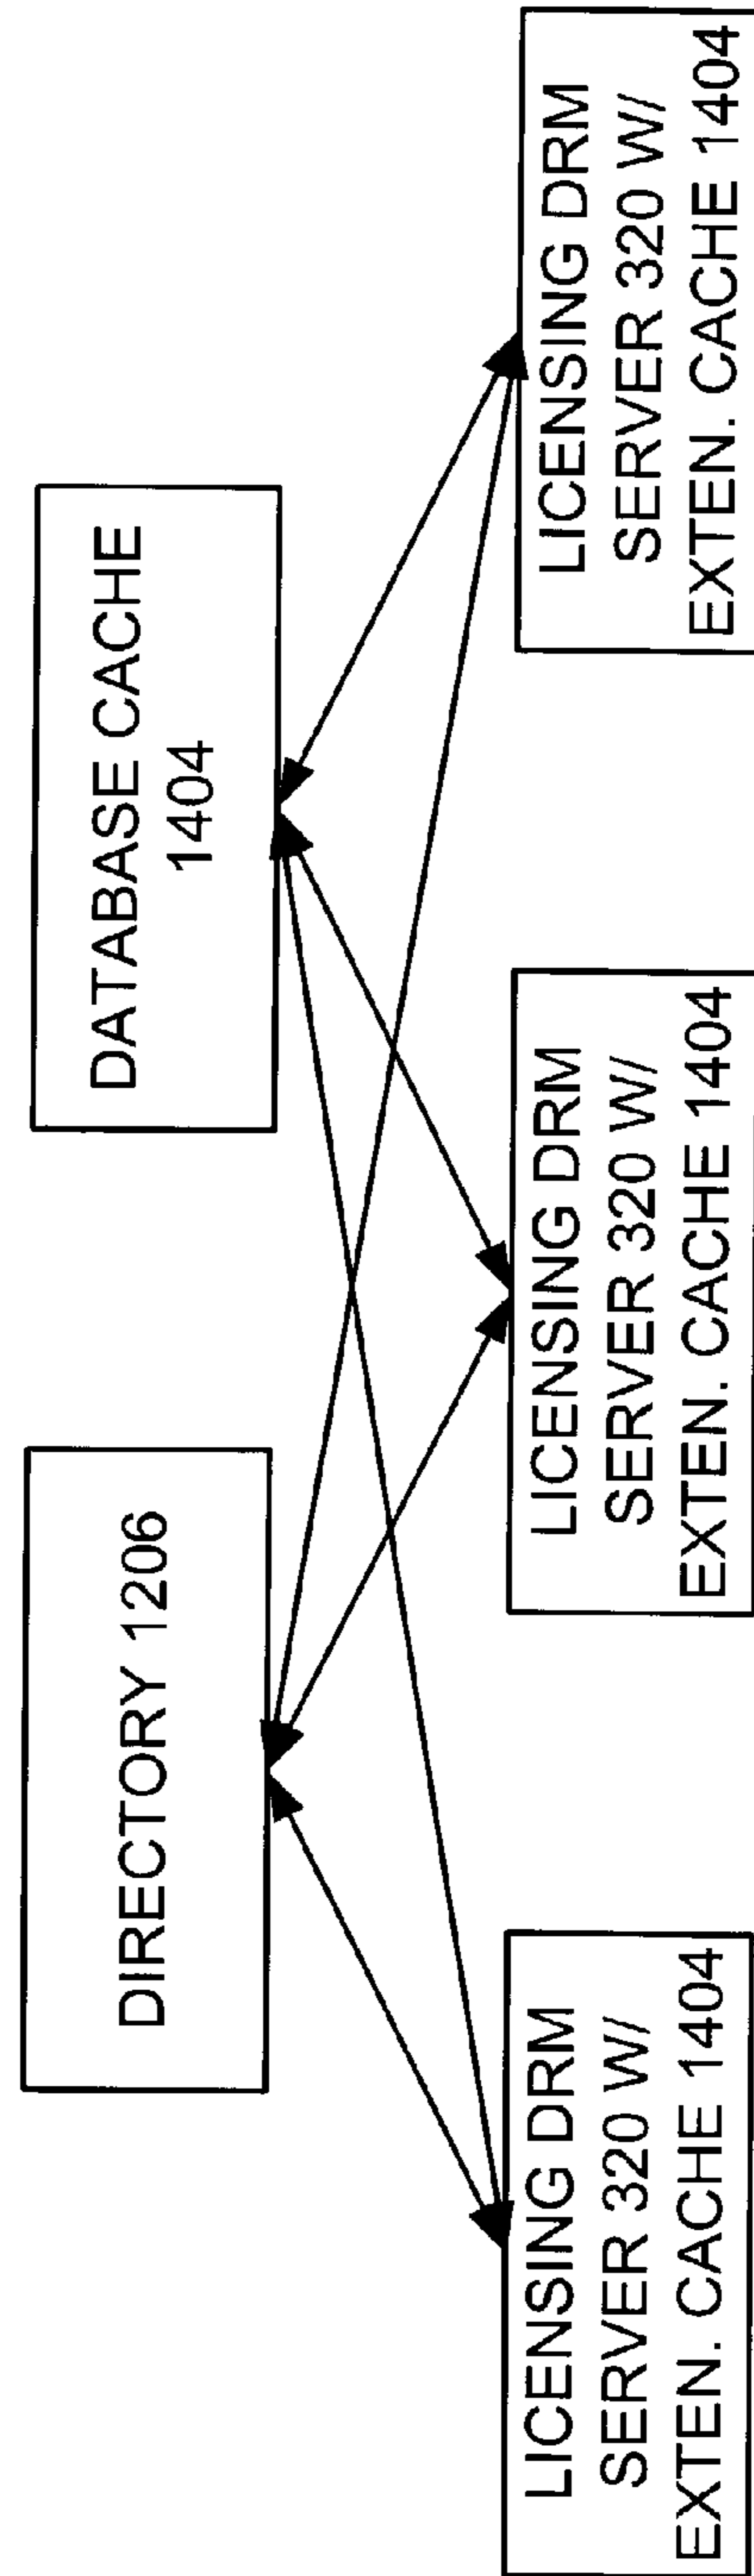 DIRECTORY 1206
DATABASE CACHE
1404
LICENSING DRM
SERVER 320 W/
EXTEN. CACHE 1404
LICENSING DRM
SERVER 320 W/
EXTEN. CACHE 1404
LICENSING DRM
SERVER 320 W/
EXTEN. CACHE 1404